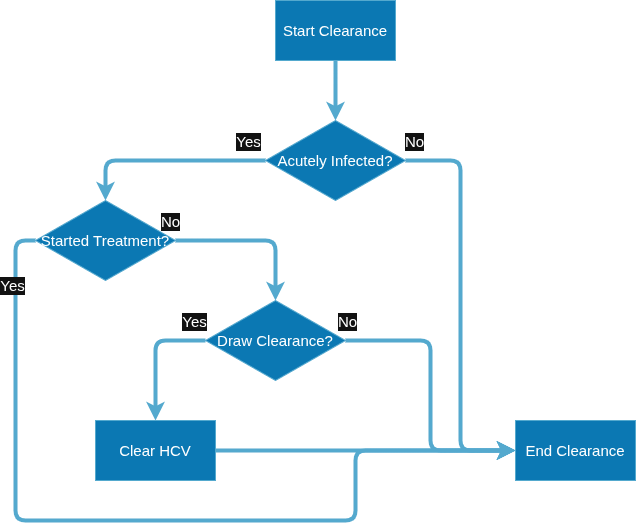 Start Clearance
Yes
No
Acutely Infected?
No
Started Treatment?
Yes
Yes
No
Draw Clearance?
Clear HCV
End Clearance